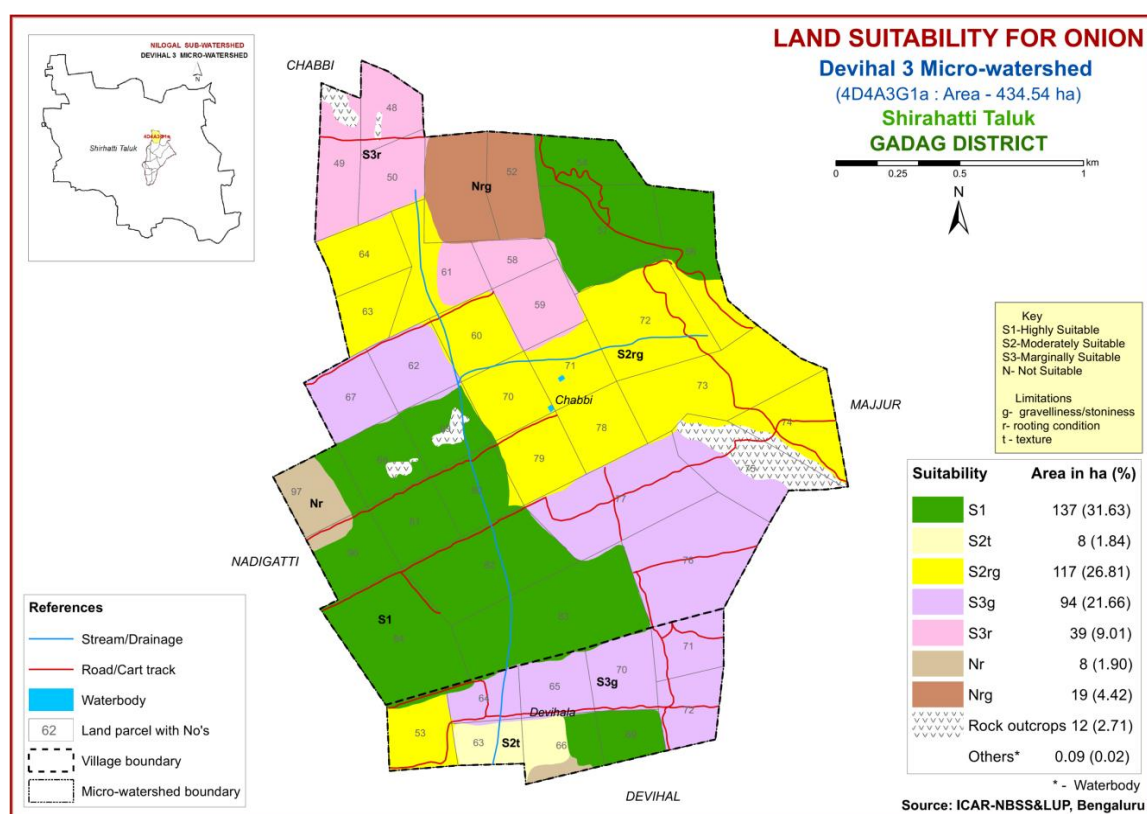 NILOGAL SUB-WATERSHED
DEVIHAL 3 MICRO-WATERSHED
N
4D4A3G1a
Shirhatti Taluk
LAND SUITABILITY FOR ONION
Devihal 3 Micro-watershed
(4D4A3G1a : Area - 434.54 ha)
Shirahatti Taluk
GADAG DISTRICT
km
0 0.25 0.5 1
N
CHABBI
48
49
S3r
50
Nrg
52
64
61
58
63
59
60
72
62
S2rg
71
67
70
Chabbi
73
78
74
79
75
MAJJUR
97
Nr
77
NADIGATTI
76
S1
71
70
65
S3g
64
72
Devihala
53
63
S2t
66
DEVIHAL
Key
S1-Highly Suitable
S2-Moderately Suitable
S3-Marginally Suitable
N- Not Suitable
Limitations
g- gravelliness/stoniness
r- rooting condition
t - texture
Suitability Area in ha (%)
S1 137 (31.63)
S2t 8 (1.84)
S2rg 117 (26.81)
S3g 94 (21.66)
S3r 39 (9.01)
Nr 8 (1.90)
Nrg 19 (4.42)
Rock outcrops 12 (2.71)
Others* 0.09 (0.02)
* - Waterbody
Source: ICAR-NBSS&LUP, Bengaluru
References
Stream/Drainage
Road/Cart track
Waterbody
62 Land parcel with No's
Village boundary
Micro-watershed boundary